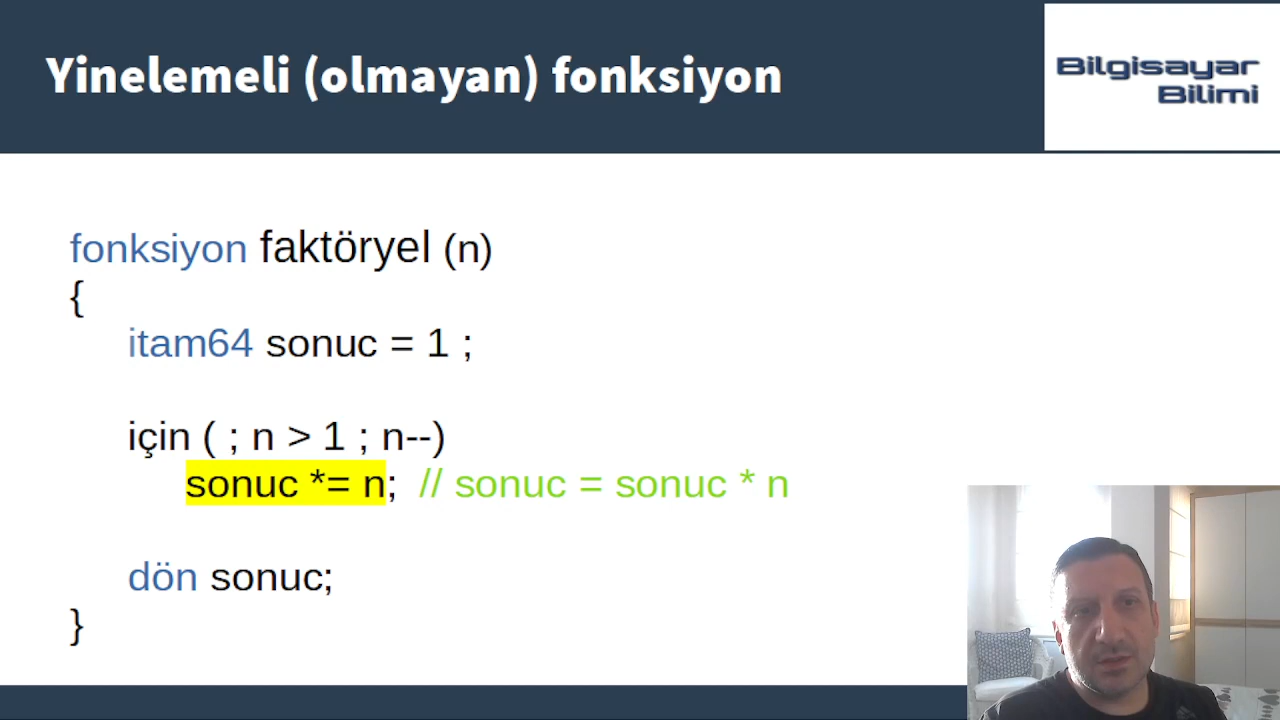 Yinelemeli (olmayan) fonksiyon
Bilgisayar
Bilimi
fonksiyon faktöryel (n)
{
itam64 sonuc = 1 ;
için ( ; n > 1 ; n--)
sonuc *= n; // sonuc = sonuc * n
dön sonuc;
}